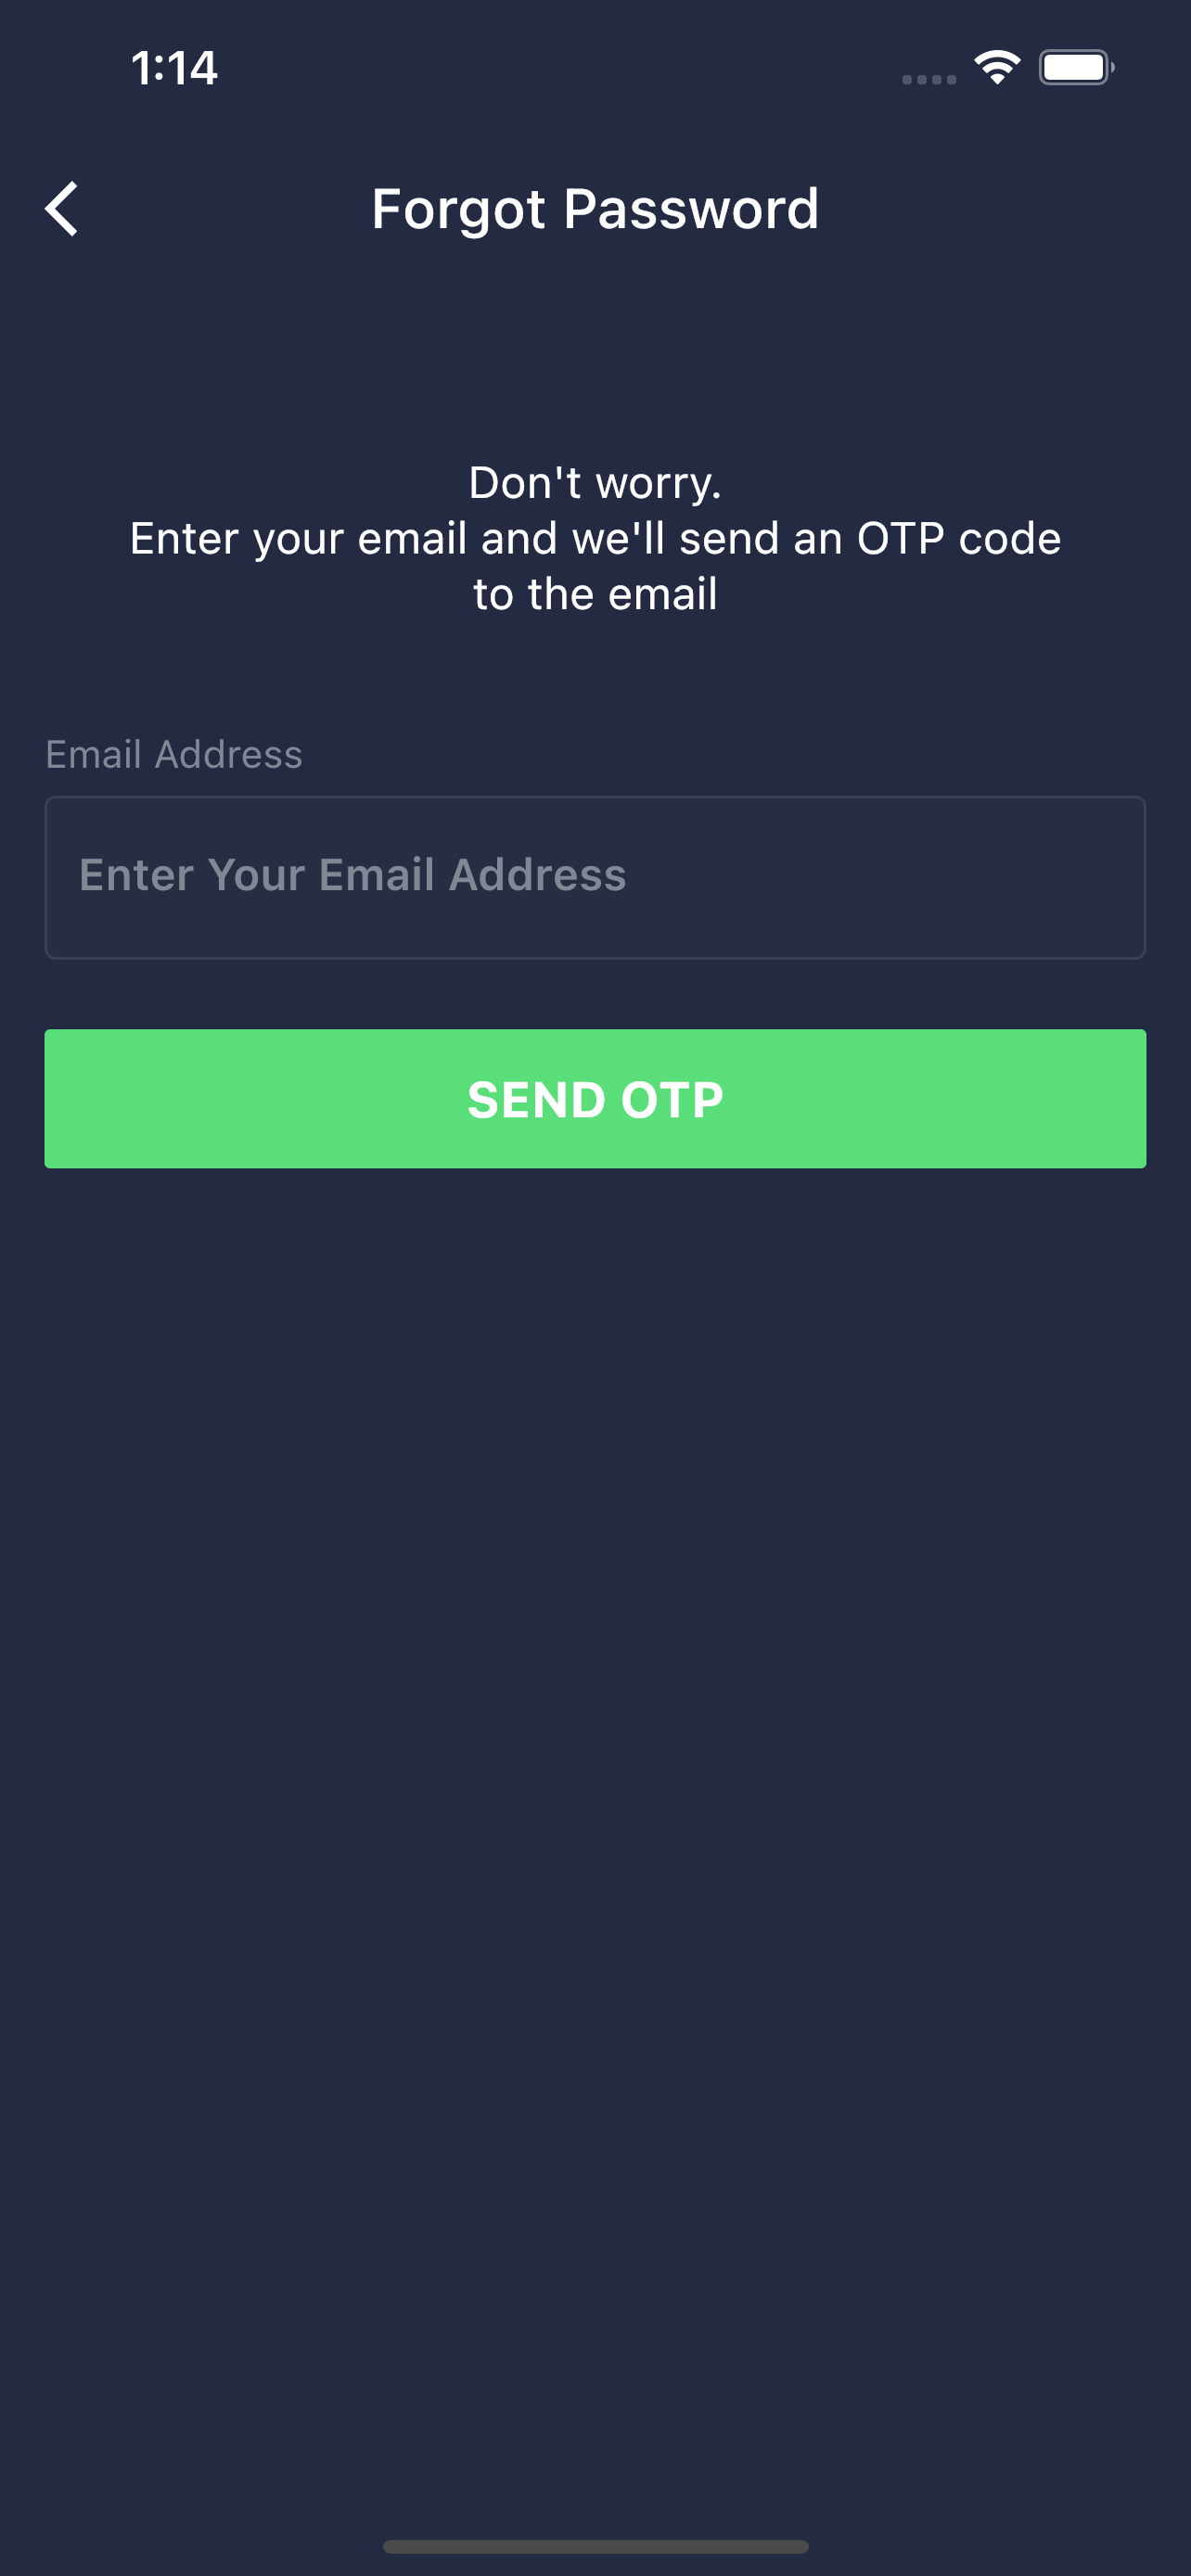 1:14
Forgot Password
Don't worry.
Enter your email and we'll send an OTP code
to the email
Email Address
Enter Your Email Address
SEND OTP